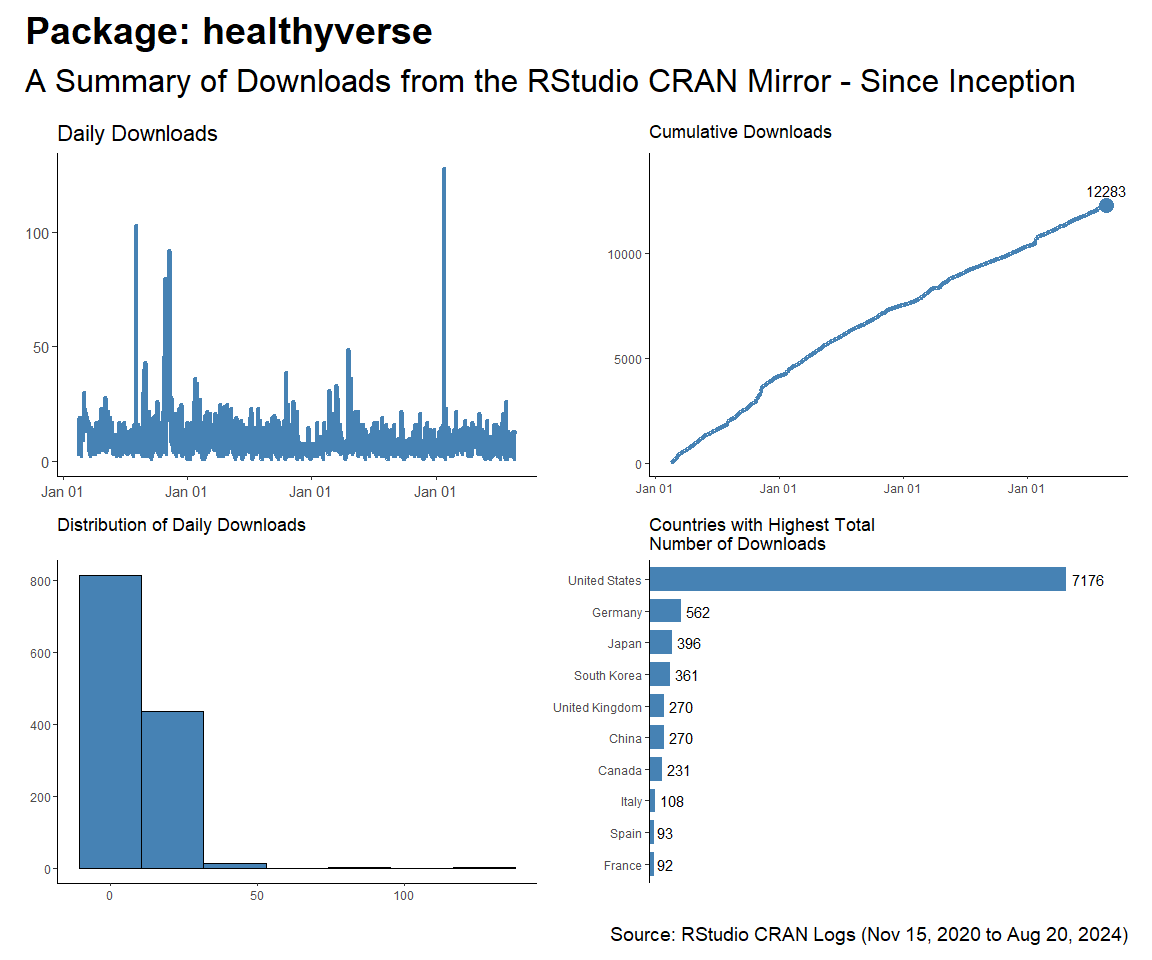 Package: healthyverse
A Summary of Downloads from the RStudio CRAN Mirror - Since Inception
Daily Downloads
100
50
0
Jan 01 Jan 01 Jan 01 Jan 01
Cumulative Downloads
12283
10000
5000
0
Jan 01 Jan 01 Jan 01 Jan 01
Distribution of Daily Downloads
800
600
400
200
0
0 50 100
Countries with Highest Total
Number of Downloads
United States 7176
Germany 562
Japan 396
South Korea 361
United Kingdom 270
China 270
Canada 231
Italy 108
Spain 93
France 92
Source: RStudio CRAN Logs (Nov 15, 2020 to Aug 20, 2024)